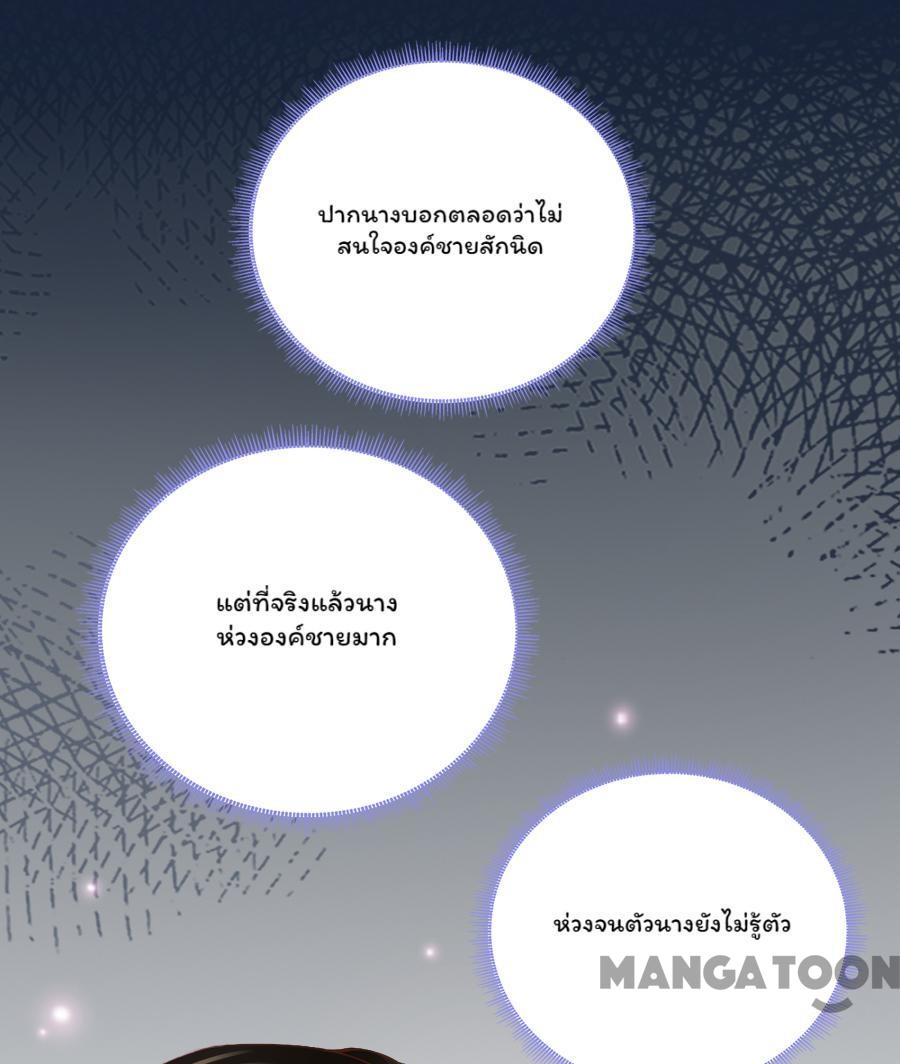 ปากนางบอกตลอดว่าไม่
สนใจองค์ชายสักนิด
แต่ที่จริงแล้วนาง
ห่วงองค์ชายมาก
ห่วงจนตัวนางยังไม่รู้ตัว
MANGATOON